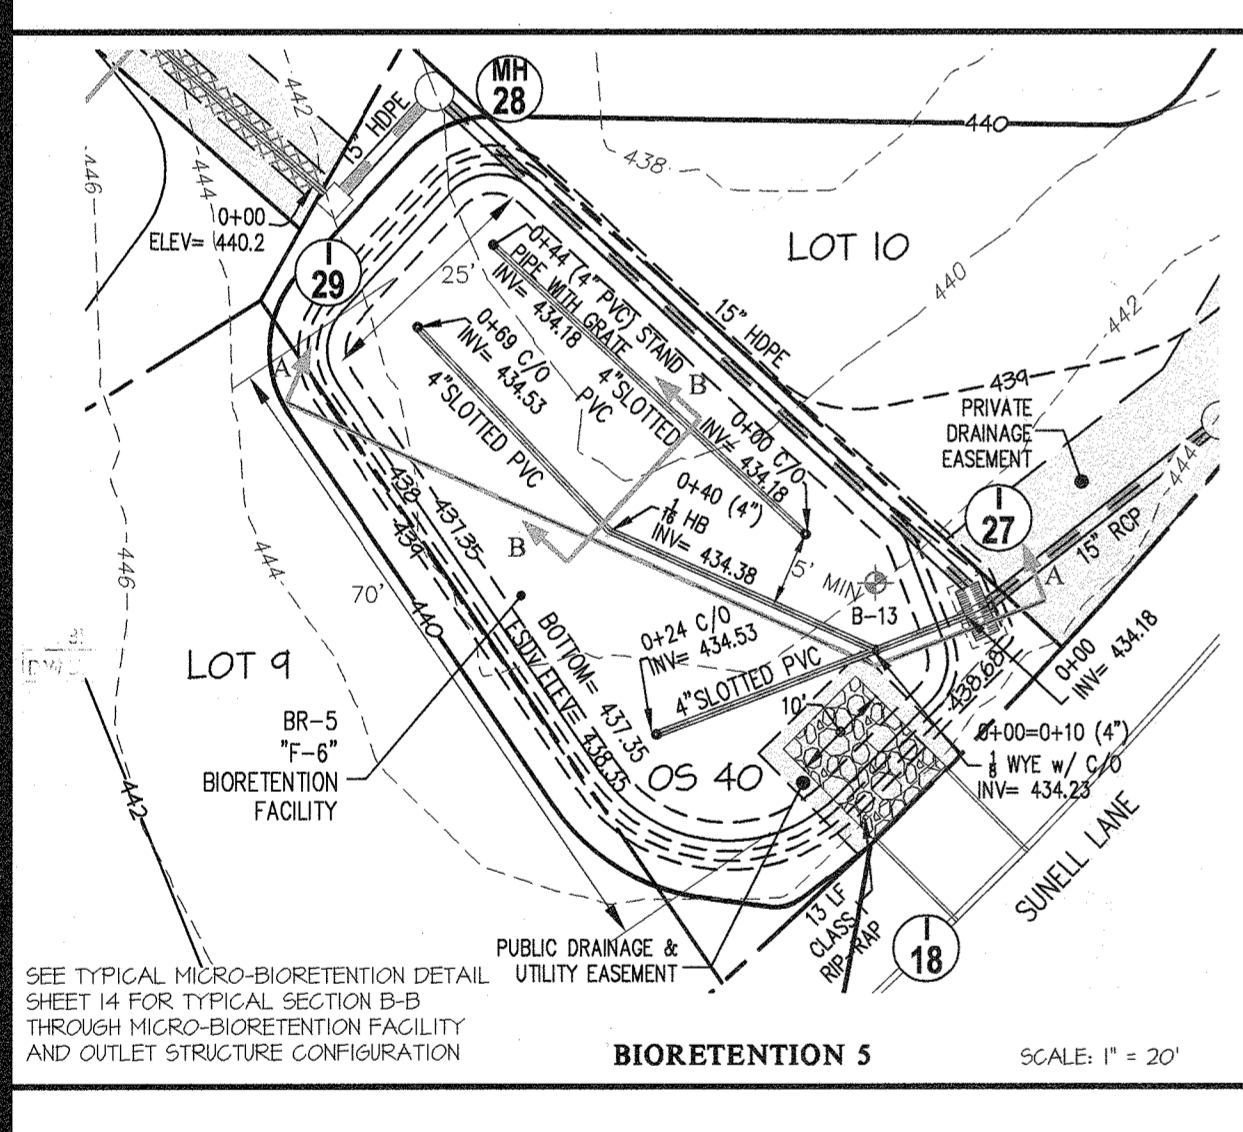 MH
28
15" HDPE
442
440
438
446
444
0+00
ELEV= 440.2
I
29
LOT 10
440
442
25'
0+44 (4" PVC) STAND
PIPE WITH GRATE
INV= 434.18
15" HDPE
0+69 C/O
INV= 434.53
4" SLOTTED PVC
4" SLOTTED PVC
A
B
0+00 C/O
INV= 434.18
439
PRIVATE
DRAINAGE
EASEMENT
444
I
27
15" RCP
A
0+40 (4")
1/16 HB
INV= 434.38
B
5' MIN
B-13
438
437.35
439
440
446
444
70'
0+24 C/O
INV= 434.53
4" SLOTTED PVC
438.68
0+00
INV= 434.18
LOT 9
BOTTOM= 437.35
ESDv ELEV= 438.35
10'
BR-5
"F-6"
BIORETENTION
FACILITY
OS 40
0+00=0+10 (4")
1/8 WYE w/ C/O
INV= 434.23
442
SUNELL LANE
13 LF
CLASS I
RIP-RAP
I
18
PUBLIC DRAINAGE &
UTILITY EASEMENT
SEE TYPICAL MICRO-BIORETENTION DETAIL
SHEET 14 FOR TYPICAL SECTION B-B
THROUGH MICRO-BIORETENTION FACILITY
AND OUTLET STRUCTURE CONFIGURATION
BIORETENTION 5
SCALE: 1" = 20'